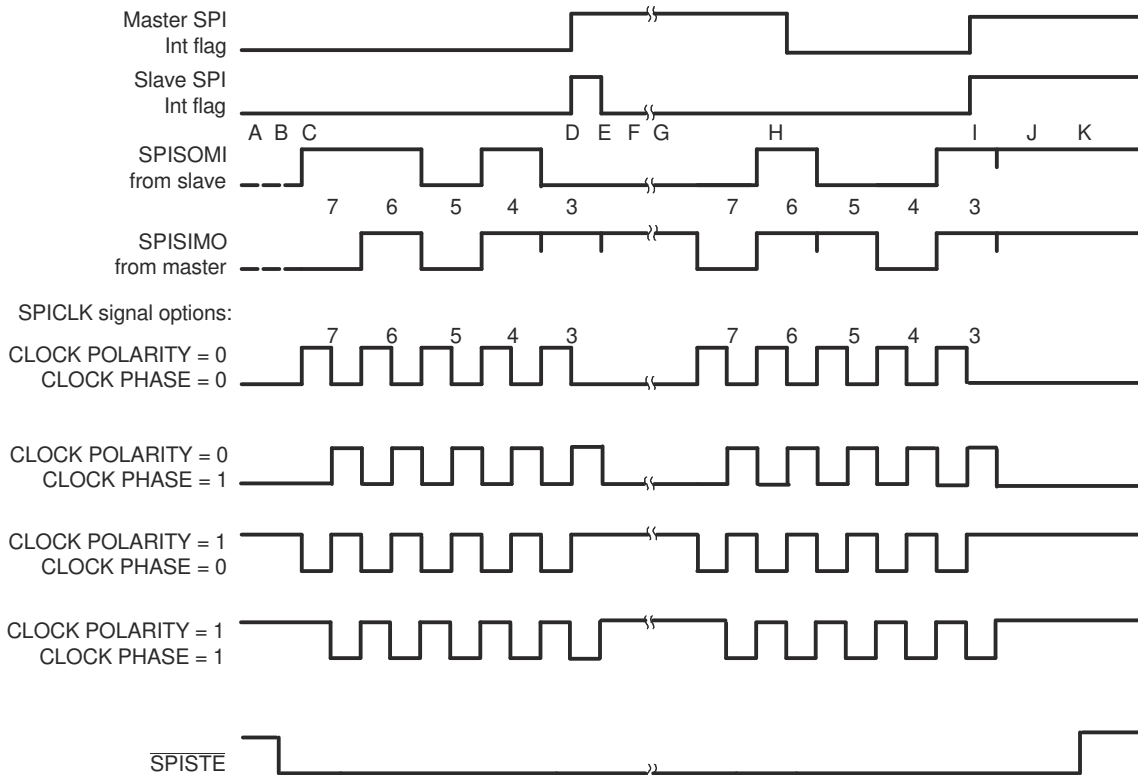 Master SPI
Int flag
Slave SPI
Int flag
A B C D E F G H I J K
SPISOMI
from slave
7 6 5 4 3 7 6 5 4 3
SPISIMO
from master
SPICLK signal options:
7 6 5 4 3 7 6 5 4 3
CLOCK POLARITY = 0
CLOCK PHASE = 0
CLOCK POLARITY = 0
CLOCK PHASE = 1
CLOCK POLARITY = 1
CLOCK PHASE = 0
CLOCK POLARITY = 1
CLOCK PHASE = 1
SPISTE